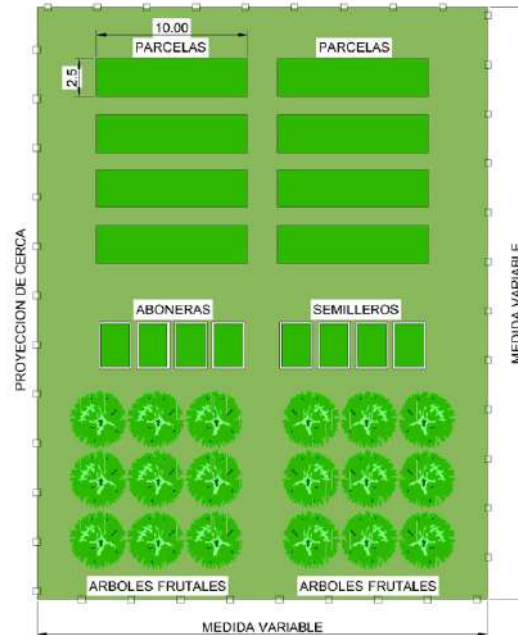 10.00
PARCELAS
PARCELAS
2.5
ABONERAS
SEMILLEROS
PROYECCION DE CERCA
MEDIDA VARIABLE
ARBOLES FRUTALES
ARBOLES FRUTALES
MEDIDA VARIABLE